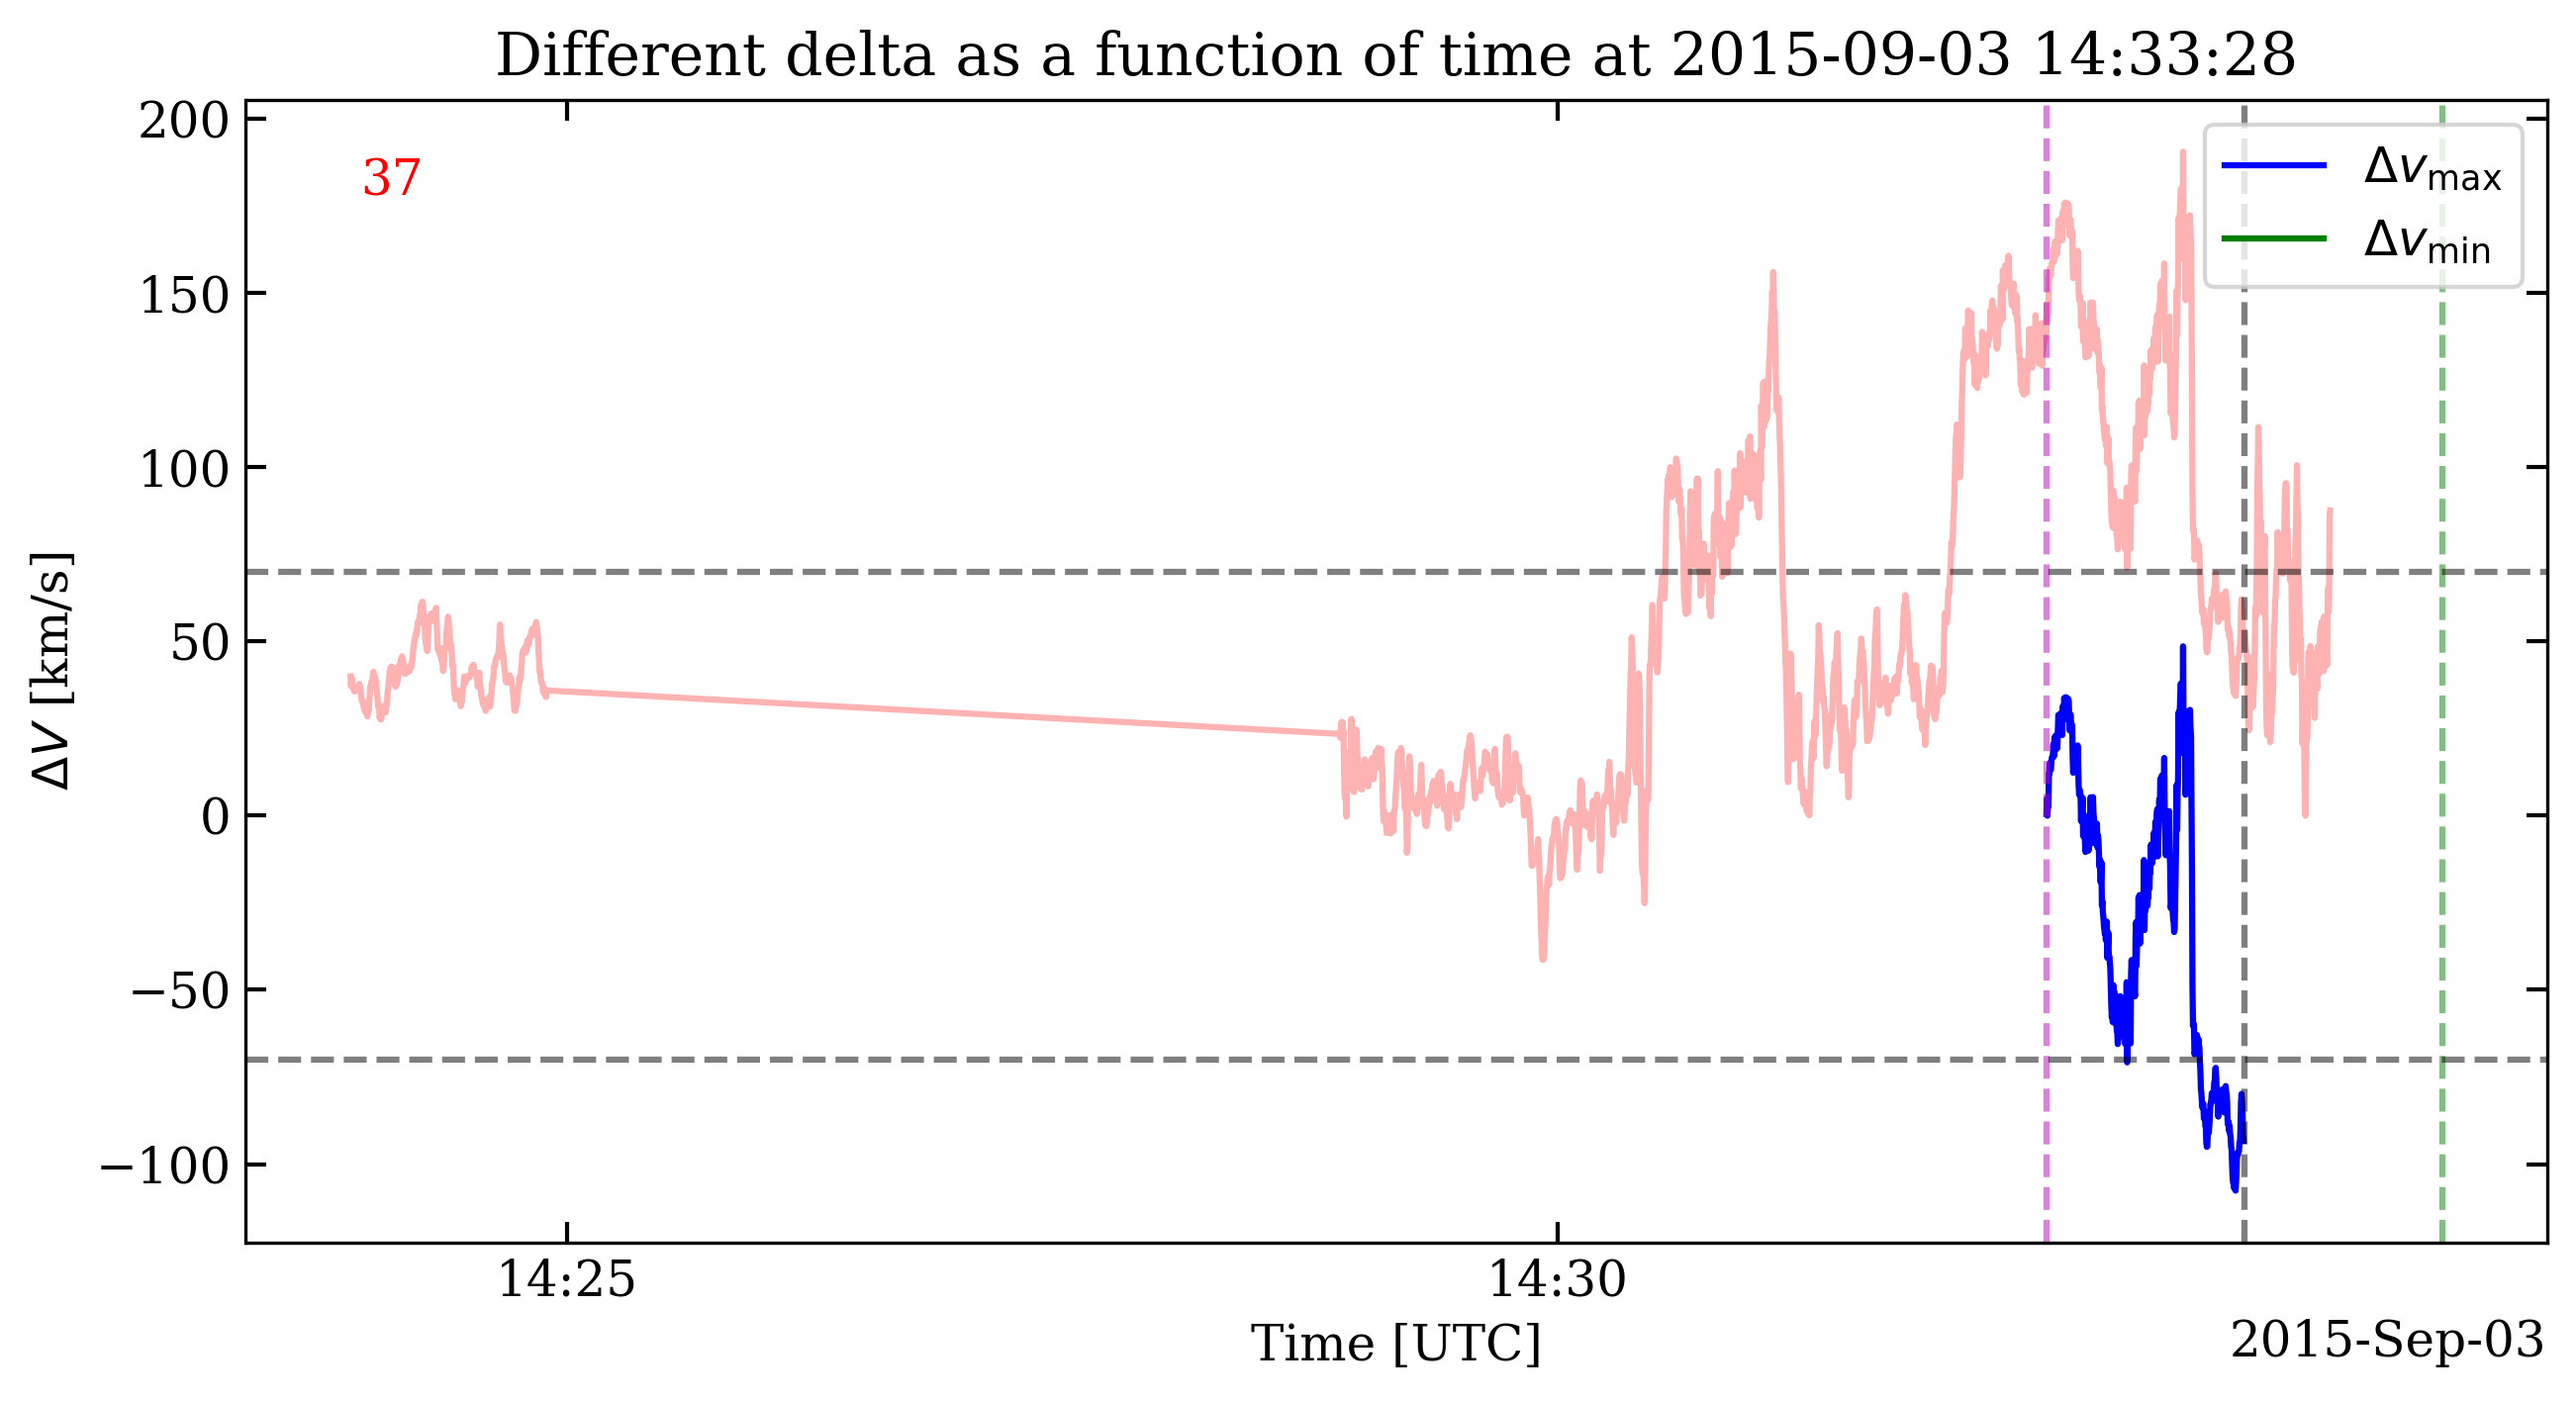 Different delta as a function of time at 2015-09-03 14:33:28
200
150
100
50
0
−50
−100
ΔV [km/s]
37
Δv_max
Δv_min
14:25
14:30
Time [UTC]
2015-Sep-03